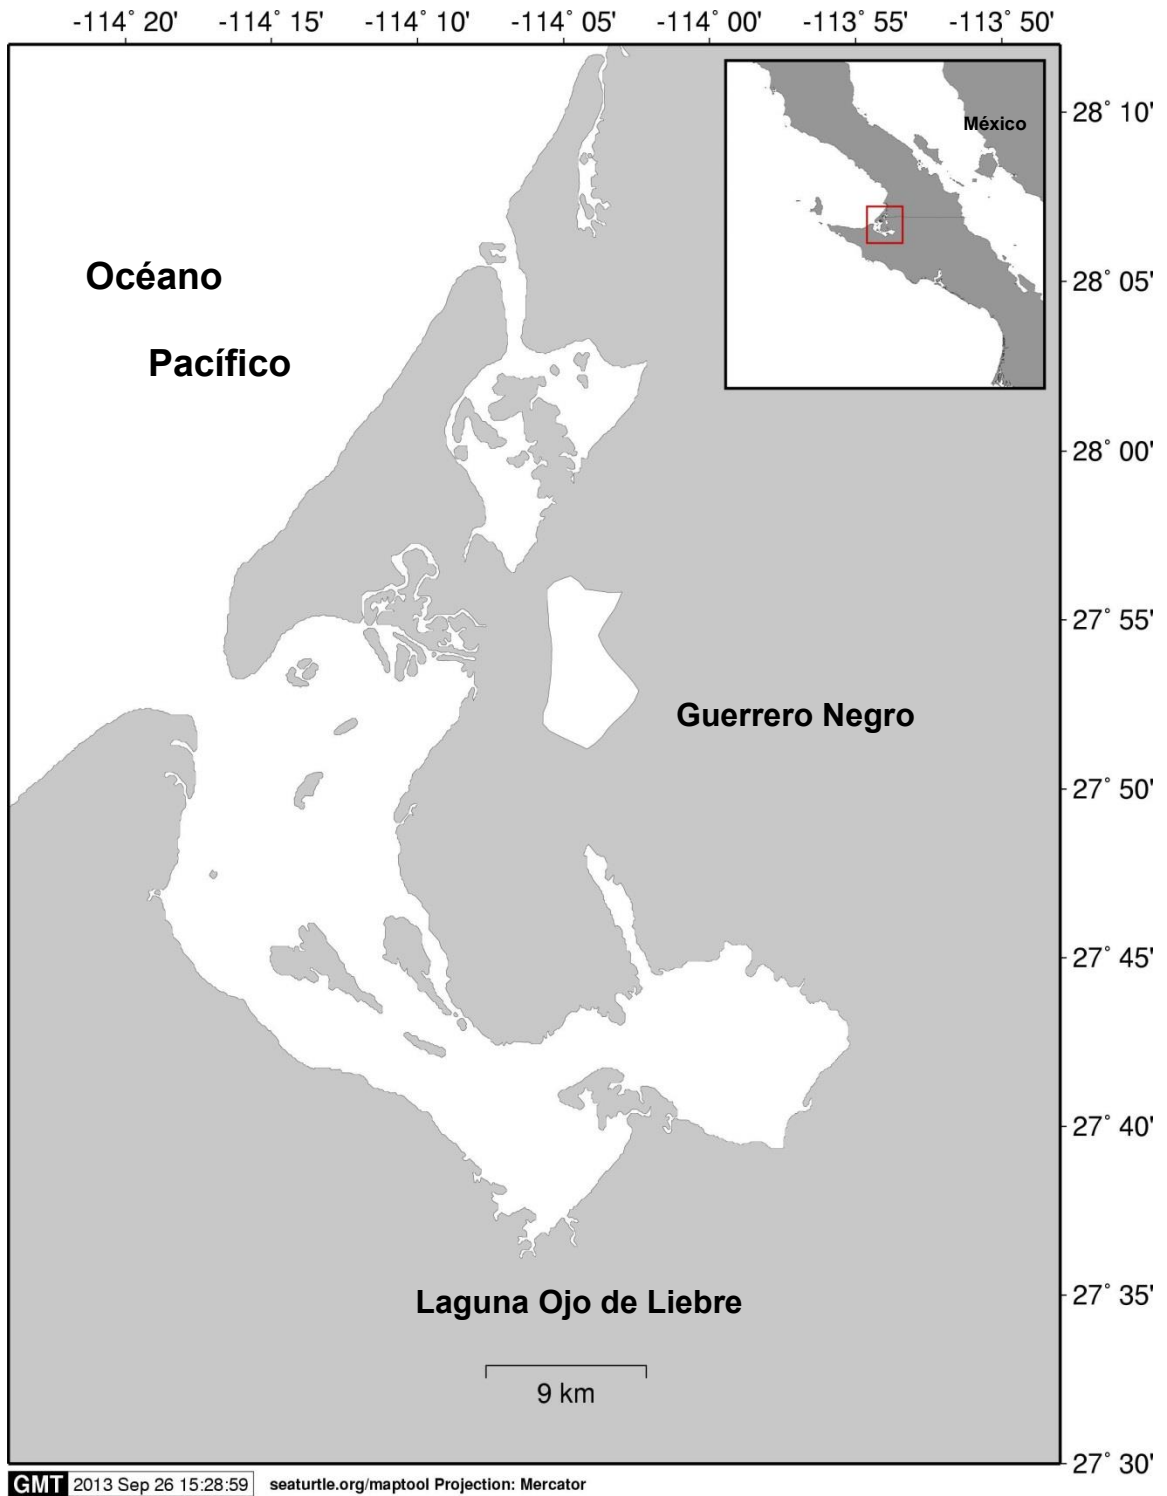 -114˚ 20' -114˚ 15' -114˚ 10' -114˚ 05' -114˚ 00' -113˚ 55' -113˚ 50'
28˚ 10'
México
Océano
28˚ 05'
Pacífico
28˚ 00'
27˚ 55'
Guerrero Negro
27˚ 50'
27˚ 45'
27˚ 40'
Laguna Ojo de Liebre
27˚ 35'
9 km
27˚ 30'
GMT 2013 Sep 26 15:28:59 seaturtle.org/maptool Projection: Mercator